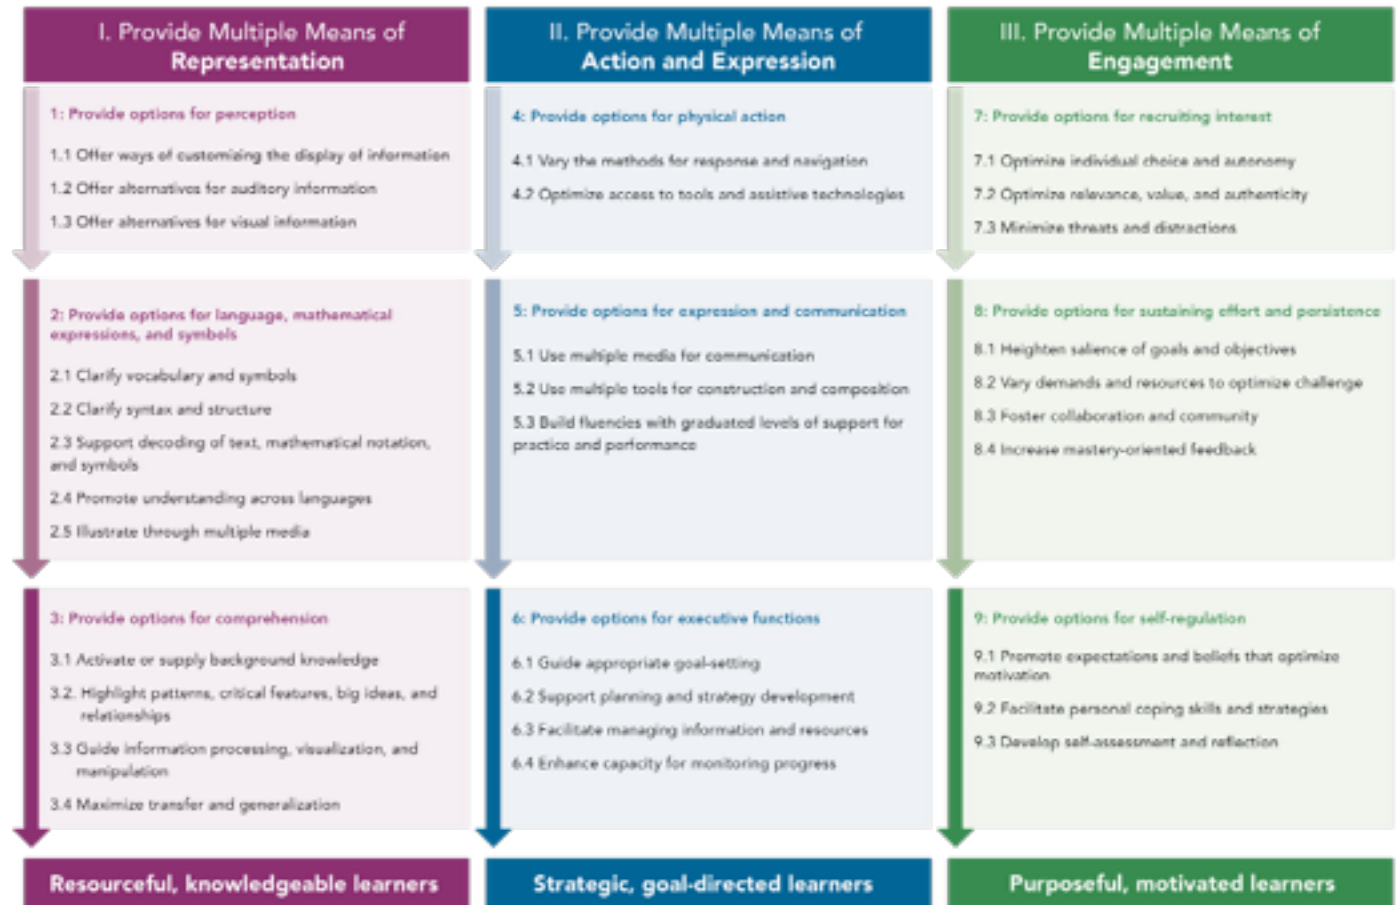 I. Provide Multiple Means of
Representation
1: Provide options for perception
1.1 Offer ways of customizing the display of information
1.2 Offer alternatives for auditory information
1.3 Offer alternatives for visual information
2: Provide options for language, mathematical
expressions, and symbols
2.1 Clarify vocabulary and symbols
2.2 Clarify syntax and structure
2.3 Support decoding of text, mathematical notation,
and symbols
2.4 Promote understanding across languages
2.5 Illustrate through multiple media
3: Provide options for comprehension
3.1 Activate or supply background knowledge
3.2. Highlight patterns, critical features, big ideas, and
relationships
3.3 Guide information processing, visualization, and
manipulation
3.4 Maximize transfer and generalization
Resourceful, knowledgeable learners
II. Provide Multiple Means of
Action and Expression
4: Provide options for physical action
4.1 Vary the methods for response and navigation
4.2 Optimize access to tools and assistive technologies
5: Provide options for expression and communication
5.1 Use multiple media for communication
5.2 Use multiple tools for construction and composition
5.3 Build fluencies with graduated levels of support for
practice and performance
6: Provide options for executive functions
6.1 Guide appropriate goal-setting
6.2 Support planning and strategy development
6.3 Facilitate managing information and resources
6.4 Enhance capacity for monitoring progress
Strategic, goal-directed learners
III. Provide Multiple Means of
Engagement
7: Provide options for recruiting interest
7.1 Optimize individual choice and autonomy
7.2 Optimize relevance, value, and authenticity
7.3 Minimize threats and distractions
8: Provide options for sustaining effort and persistence
8.1 Heighten salience of goals and objectives
8.2 Vary demands and resources to optimize challenge
8.3 Foster collaboration and community
8.4 Increase mastery-oriented feedback
9: Provide options for self-regulation
9.1 Promote expectations and beliefs that optimize
motivation
9.2 Facilitate personal coping skills and strategies
9.3 Develop self-assessment and reflection
Purposeful, motivated learners